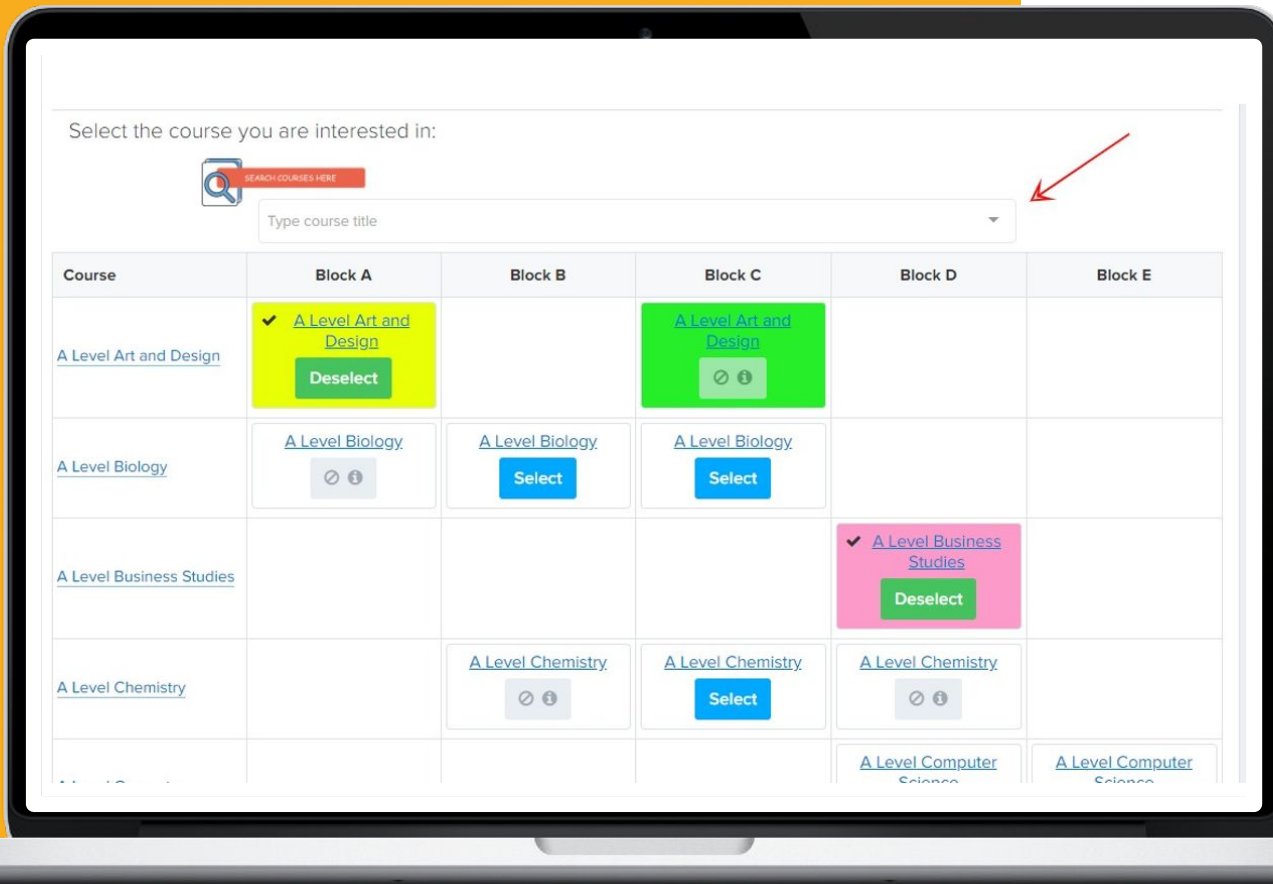 Select the course you are interested in:
SEARCH COURSES HERE
Type course title
Course Block A Block B Block C Block D Block E
A Level Art and Design
A Level Art and
Design
Deselect
A Level Art and
Design
A Level Biology
A Level Biology
A Level Biology
Select
A Level Biology
Select
A Level Business Studies
A Level Business
Studies
Deselect
A Level Chemistry
A Level Chemistry
A Level Chemistry
Select
A Level Chemistry
A Level Computer
Science
A Level Computer
Science